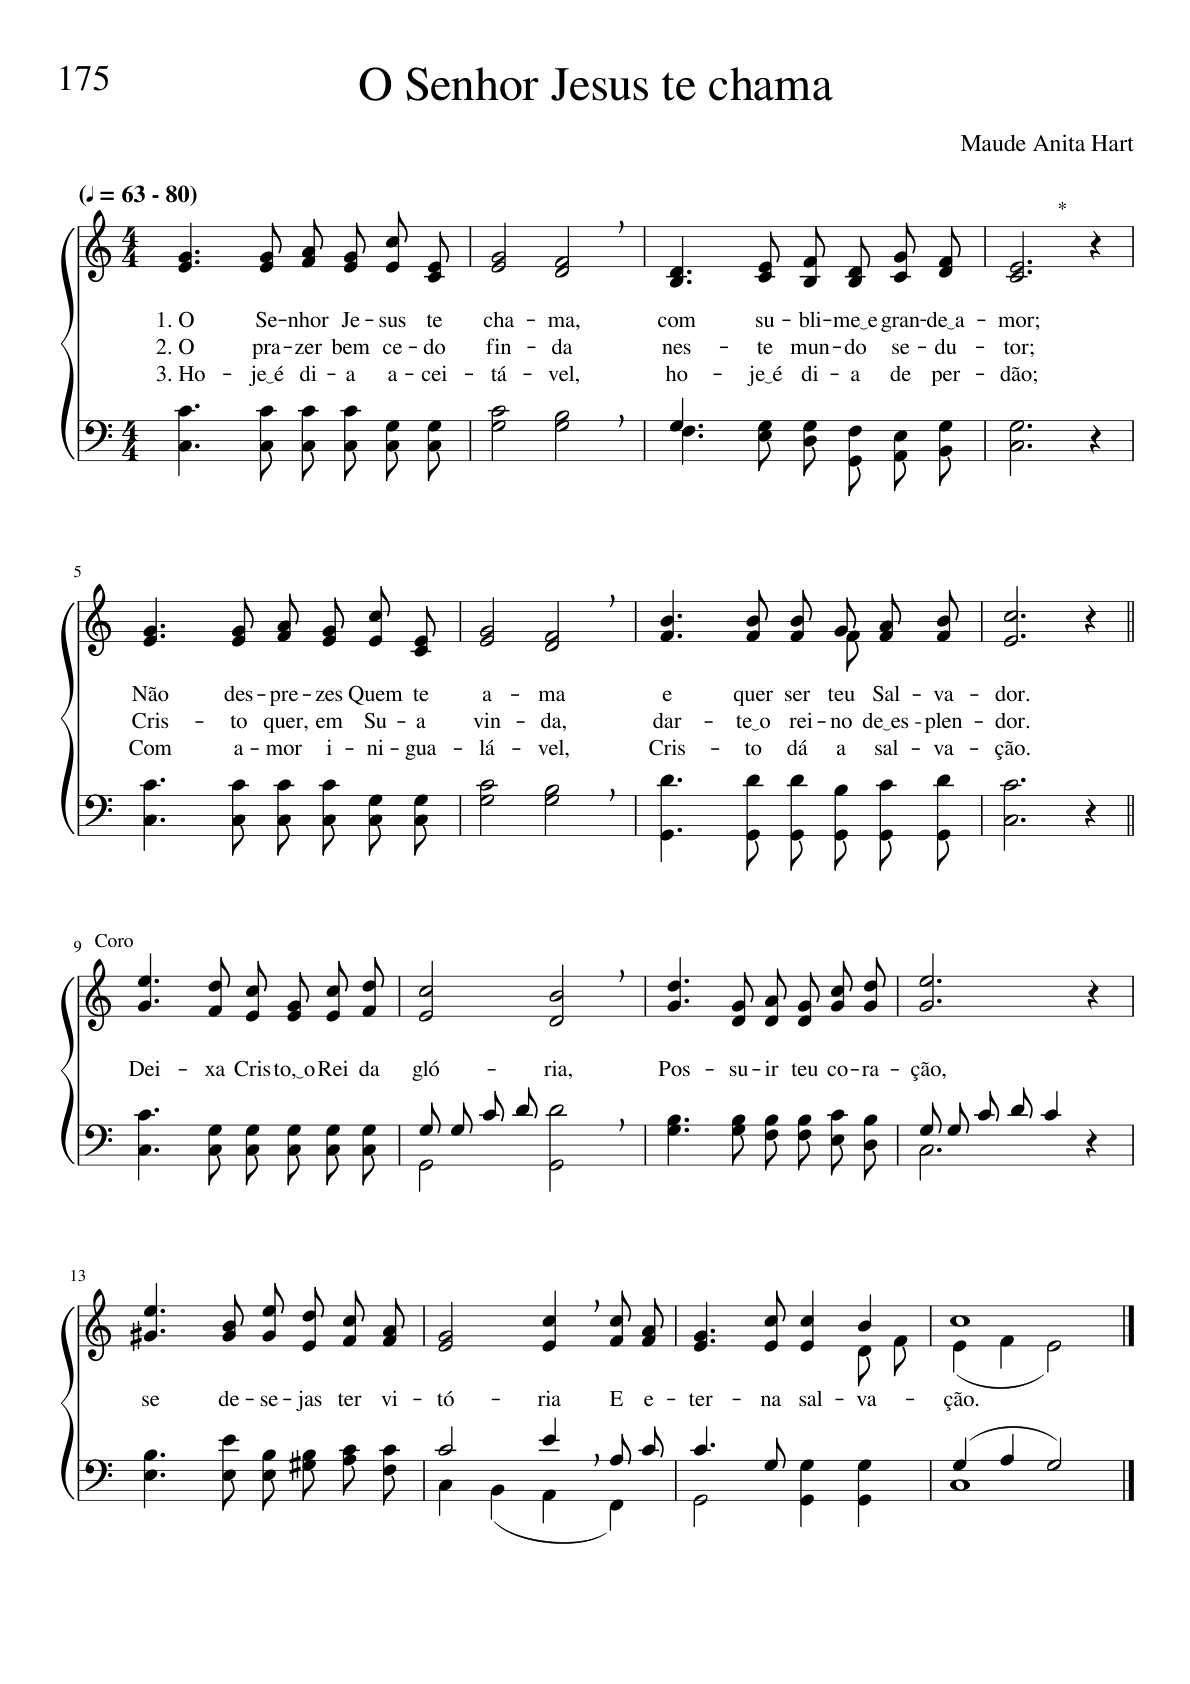 175
O Senhor Jesus te chama
Maude Anita Hart
(♩ = 63 - 80)
*
1. O Se-nhor Je-sus te cha-ma, com su-bli-me‿e gran-de‿a-mor;
2. O pra-zer bem ce-do fin-da nes-te mun-do se-du-tor;
3. Ho-je‿é di-a a-cei-tá-vel, ho-je‿é di-a de per-dão;
5
Não des-pre-zes Quem te a-ma e quer ser teu Sal-va-dor.
Cris-to quer, em Su-a vin-da, dar-te‿o rei-no de‿es-plen-dor.
Com a-mor i-ni-gua-lá-vel, Cris-to dá a sal-va-ção.
9 Coro
Dei-xa Cristo,‿o Rei da gló-ria, Pos-su-ir teu co-ra-ção,
13
se de-se-jas ter vi-tó-ria E e-ter-na sal-va-ção.